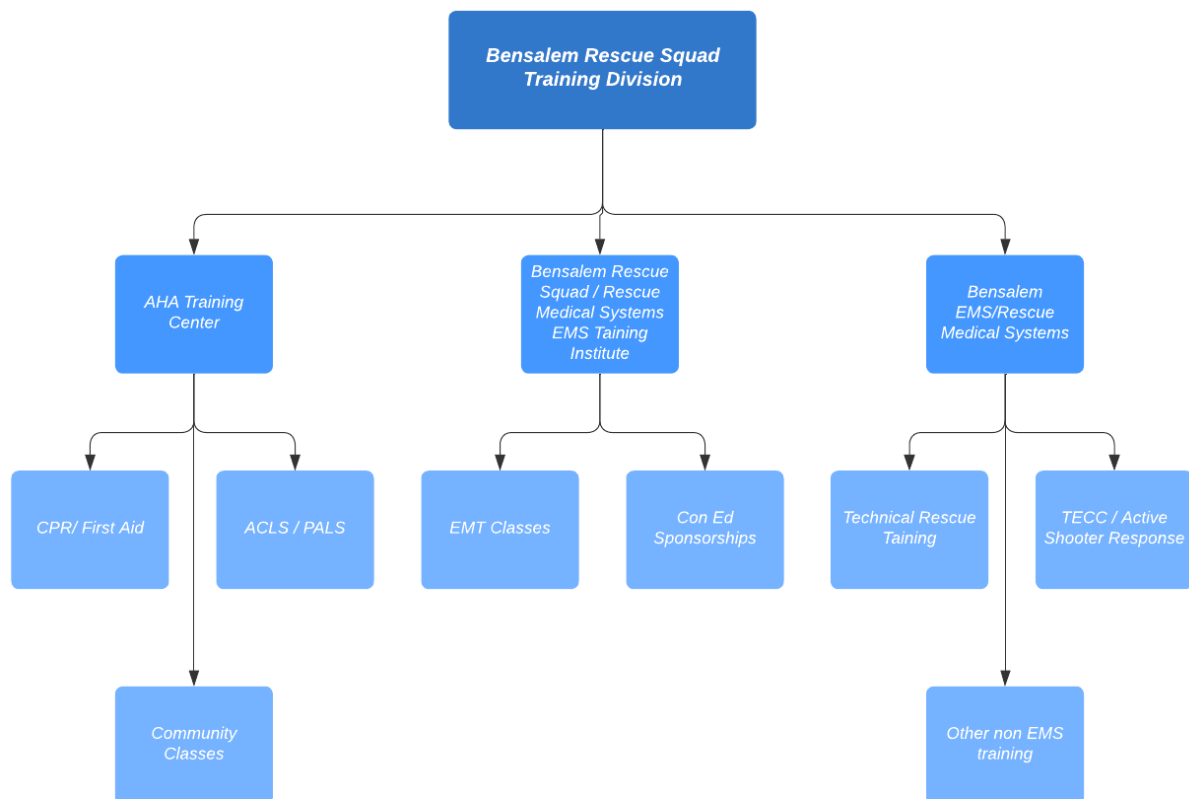 Bensalem Rescue Squad
Training Division
AHA Training
Center
Bensalem Rescue
Squad / Rescue
Medical Systems
EMS Taining
Institute
Bensalem
EMS/Rescue
Medical Systems
CPR/ First Aid
ACLS / PALS
EMT Classes
Con Ed
Sponsorships
Technical Rescue
Taining
TECC / Active
Shooter Response
Community
Classes
Other non EMS
training